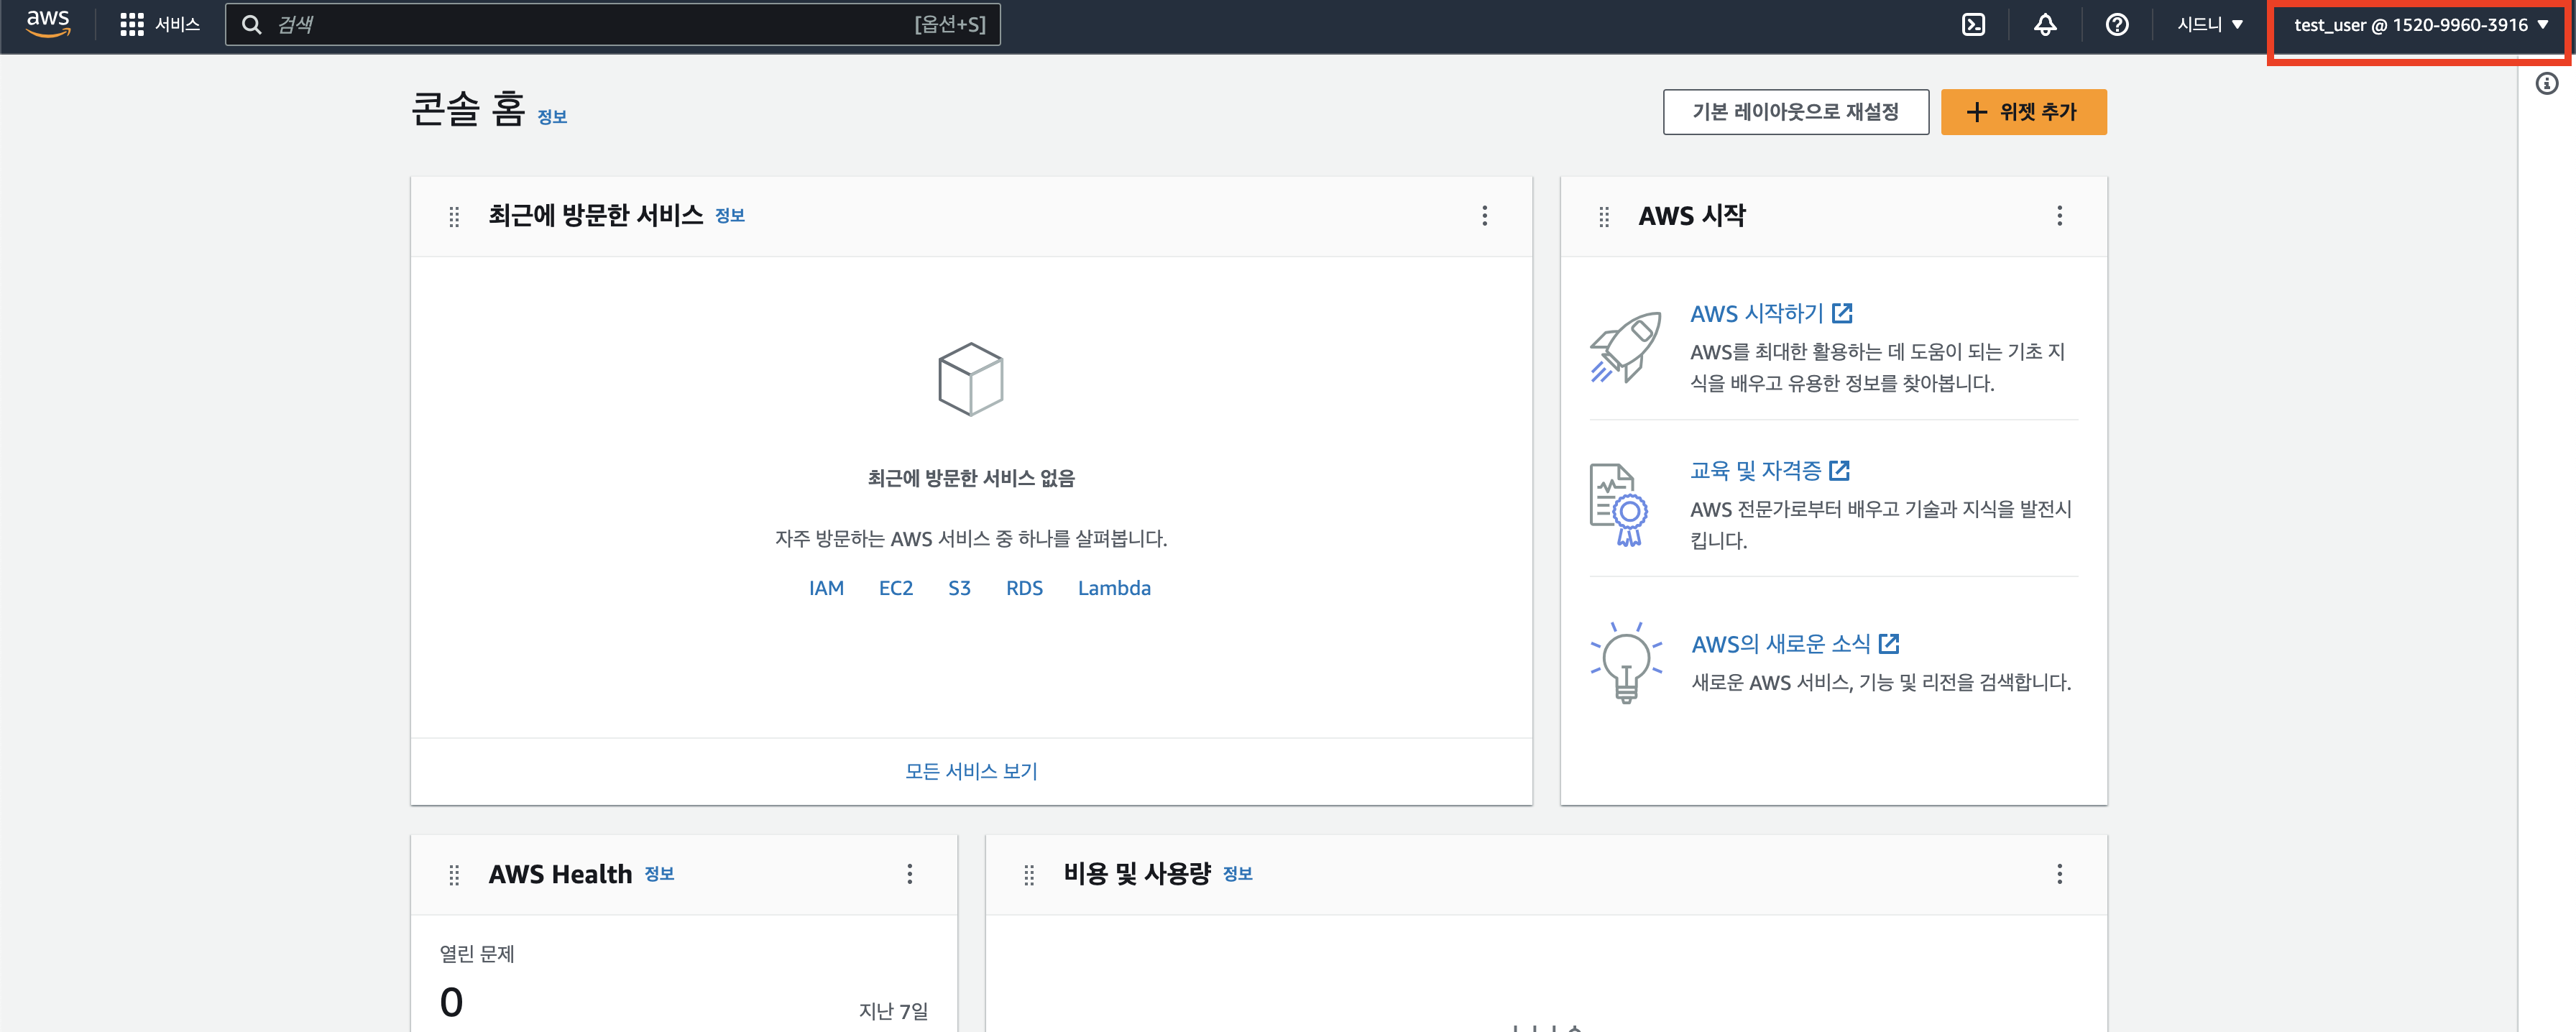 aws
서비스
검색
[옵션+S]
시드니
test_user @ 1520-9960-3916
콘솔 홈 정보
기본 레이아웃으로 재설정
위젯 추가
최근에 방문한 서비스 정보
최근에 방문한 서비스 없음
자주 방문하는 AWS 서비스 중 하나를 살펴봅니다.
IAM EC2 S3 RDS Lambda
모든 서비스 보기
AWS 시작
AWS 시작하기
AWS를 최대한 활용하는 데 도움이 되는 기초 지
식을 배우고 유용한 정보를 찾아봅니다.
교육 및 자격증
AWS 전문가로부터 배우고 기술과 지식을 발전시
킵니다.
AWS의 새로운 소식
새로운 AWS 서비스, 기능 및 리전을 검색합니다.
AWS Health 정보
열린 문제
0
지난 7일
비용 및 사용량 정보